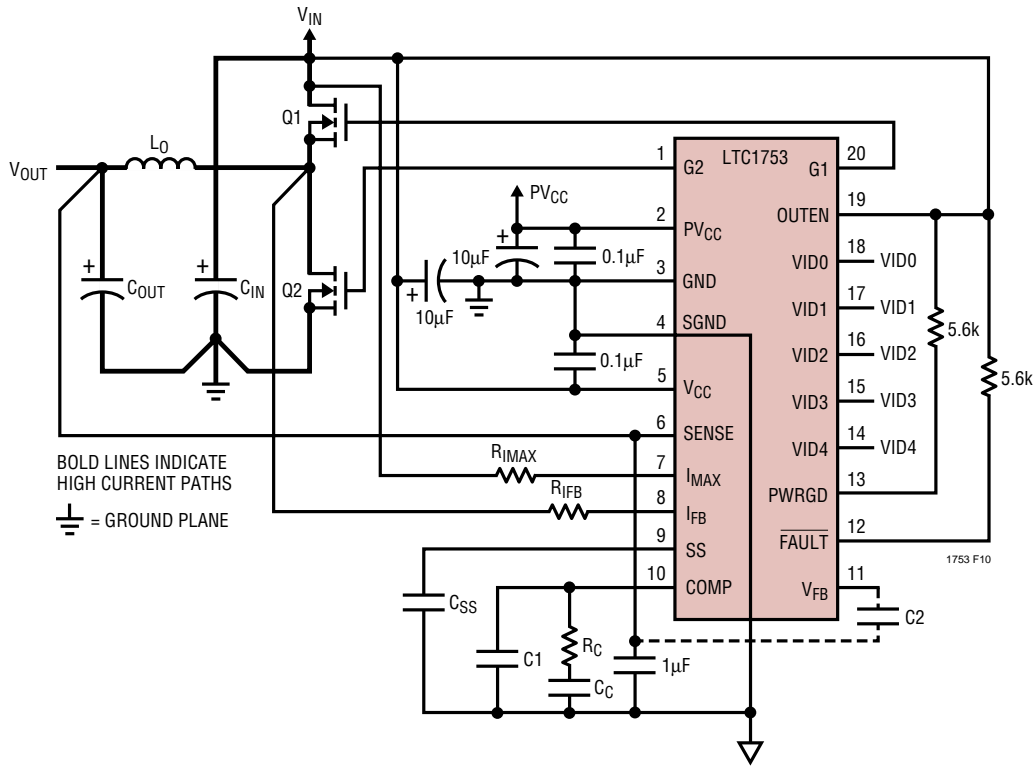 VIN
Q1
LO
VOUT
LTC1753
1
G2
G1
20
PVCC
OUTEN
19
2
PVCC
+
10µF
0.1µF
VID0
18
VID0
+
COUT
+
CIN
Q2
3
GND
+
10µF
VID1
17
VID1
4
SGND
5.6k
VID2
16
VID2
0.1µF
5.6k
5
VCC
VID3
15
VID3
6
SENSE
VID4
14
VID4
BOLD LINES INDICATE
HIGH CURRENT PATHS
RIMAX
7
IMAX
PWRGD
13
= GROUND PLANE
RIFB
8
IFB
FAULT
12
9
SS
1753 F10
10
COMP
VFB
11
CSS
C2
C1
RC
CC
1µF